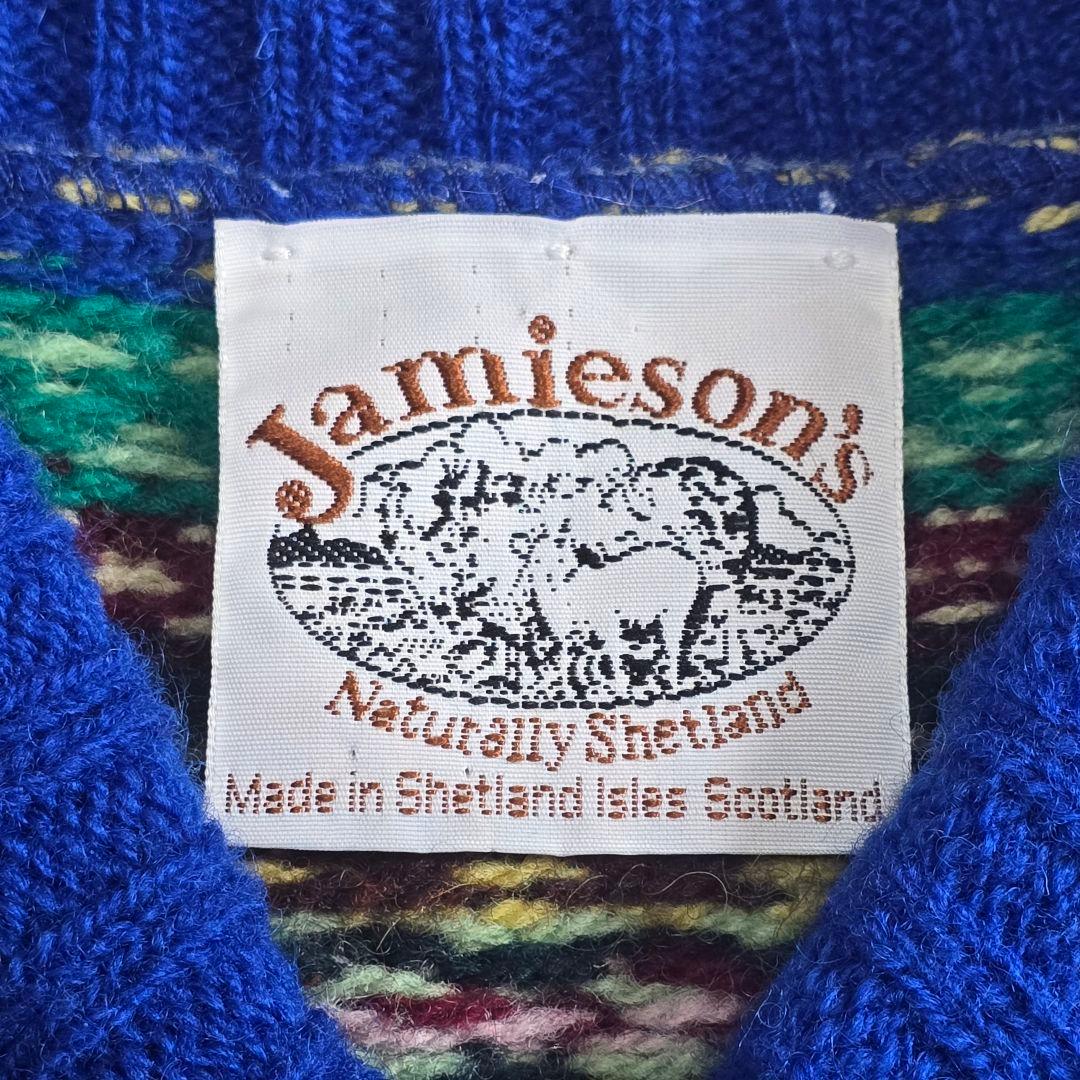 Jamieson's
Naturally Shetland
Made in Shetland Isles Scotland